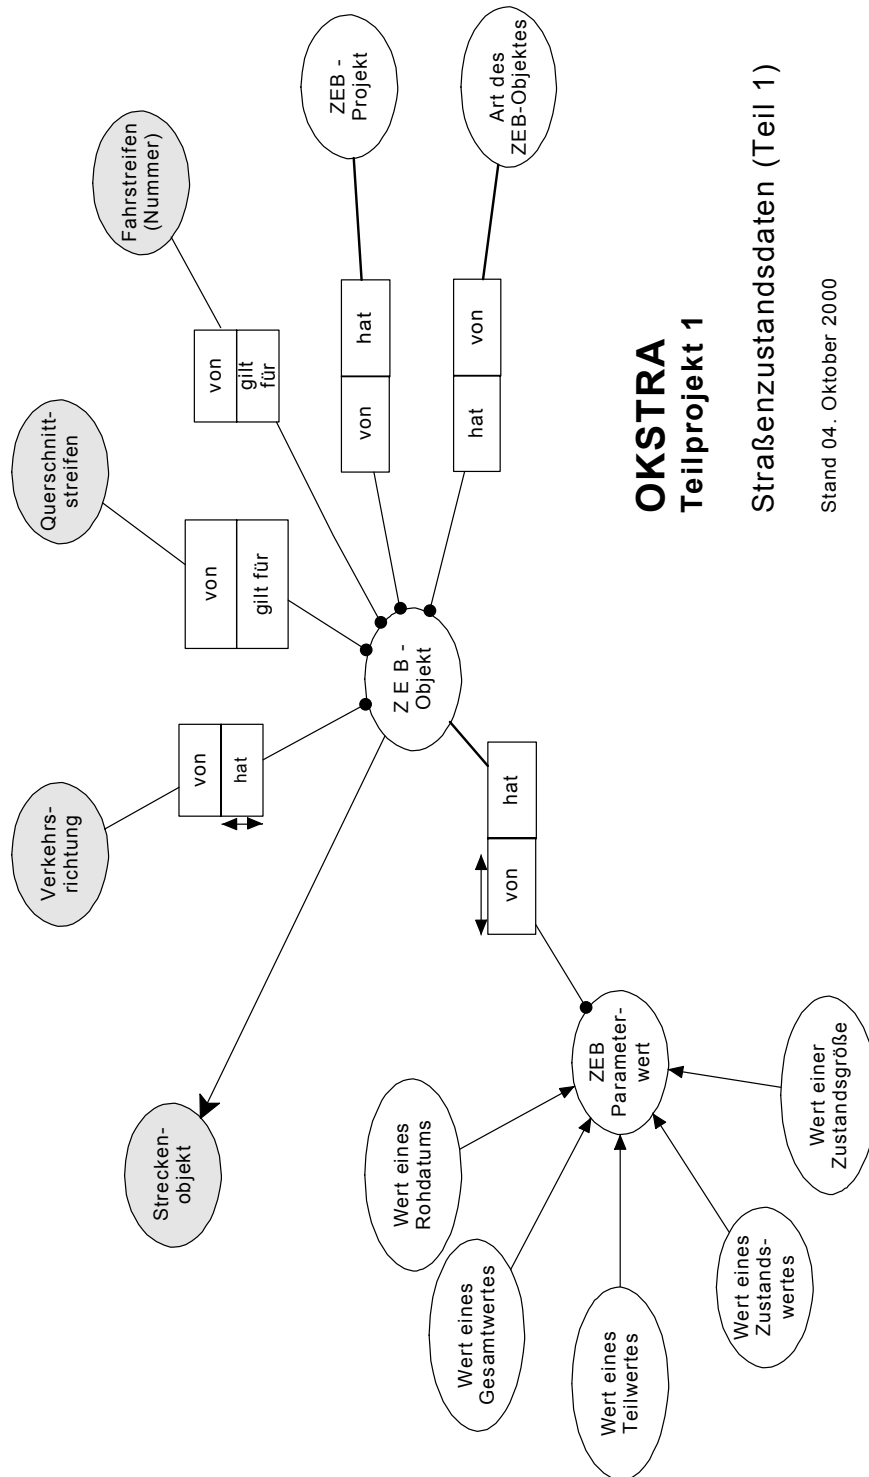 Strecken-
objekt
Verkehrs-
richtung
Querschnitt-
streifen
Fahrstreifen
(Nummer)
von
hat
von
gilt für
von
gilt
für
ZEB -
Projekt
von
hat
Art des
ZEB-Objektes
hat
von
Z E B -
Objekt
von
hat
ZEB
Parameter-
wert
Wert eines
Rohdatums
Wert eines
Gesamtwertes
Wert eines
Teilwertes
Wert eines
Zustands-
wertes
Wert einer
Zustandsgröße
OKSTRA
Teilprojekt 1
Straßenzustandsdaten (Teil 1)
Stand 04. Oktober 2000